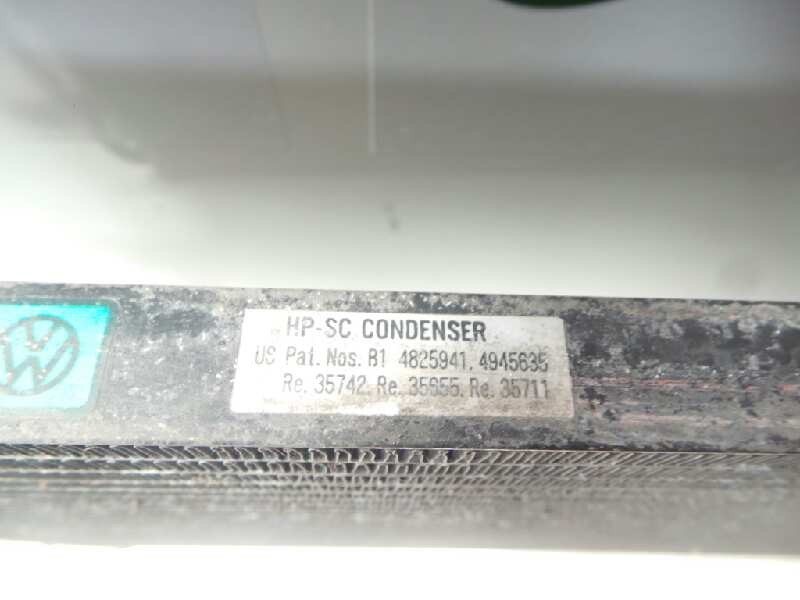 HP-SC CONDENSER
US Pat. Nos. B1 4825941. 4945635
Re. 35742. Re. 35655. Re. 35711